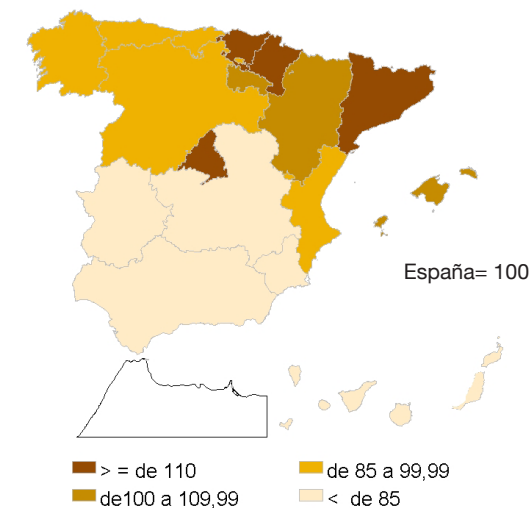 España= 100
> = de 110
de 85 a 99,99
de100 a 109,99
< de 85